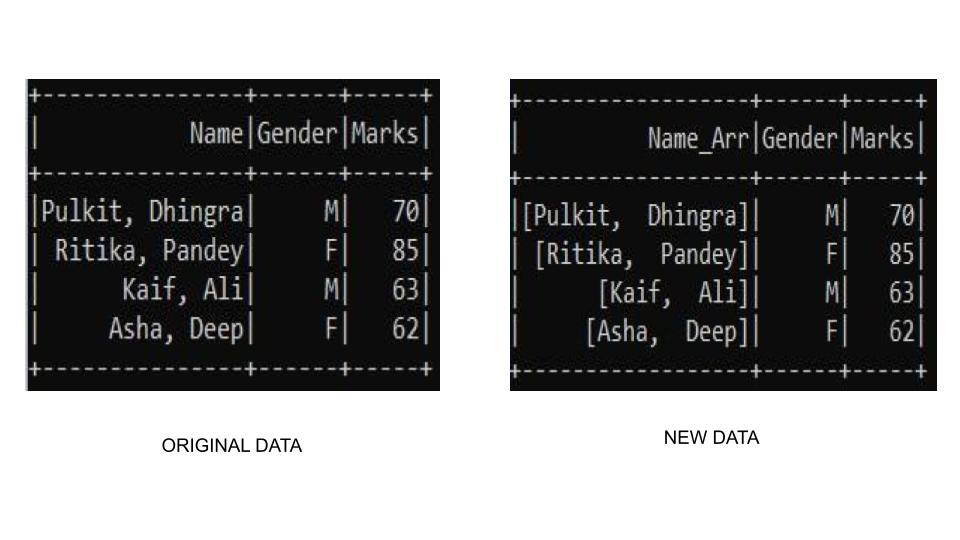 +---------------+------+-----+
|           Name|Gender|Marks|
+---------------+------+-----+
|Pulkit, Dhingra|     M|   70|
| Ritika, Pandey|     F|   85|
|      Kaif, Ali|     M|   63|
|     Asha, Deep|     F|   62|
+---------------+------+-----+
ORIGINAL DATA
+------------------+------+-----+
|          Name_Arr|Gender|Marks|
+------------------+------+-----+
|[Pulkit,  Dhingra]|     M|   70|
| [Ritika,  Pandey]|     F|   85|
|      [Kaif,  Ali]|     M|   63|
|     [Asha,  Deep]|     F|   62|
+------------------+------+-----+
NEW DATA